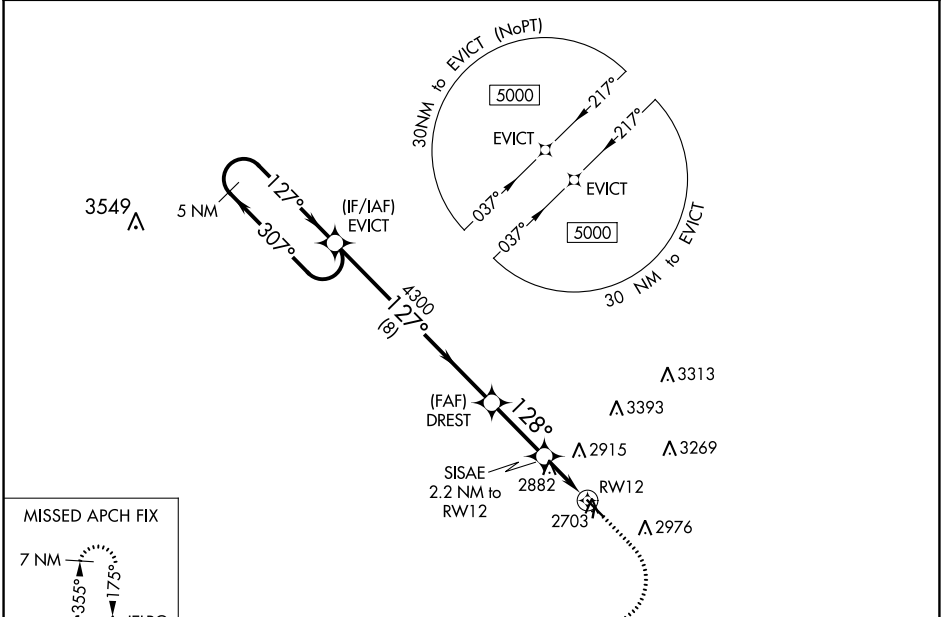 30NM to EVICT (NoPT)
5000
217°
EVICT
037°
217°
EVICT
037°
5000
30 NM to EVICT
3549
5 NM
127°
307°
(IF/IAF)
EVICT
4300
127°
(8)
(FAF)
DREST
128°
3313
3393
2915
3269
SISAE
2.2 NM to
RW12
2882
RW12
2703
2976
MISSED APCH FIX
7 NM
355°
175°